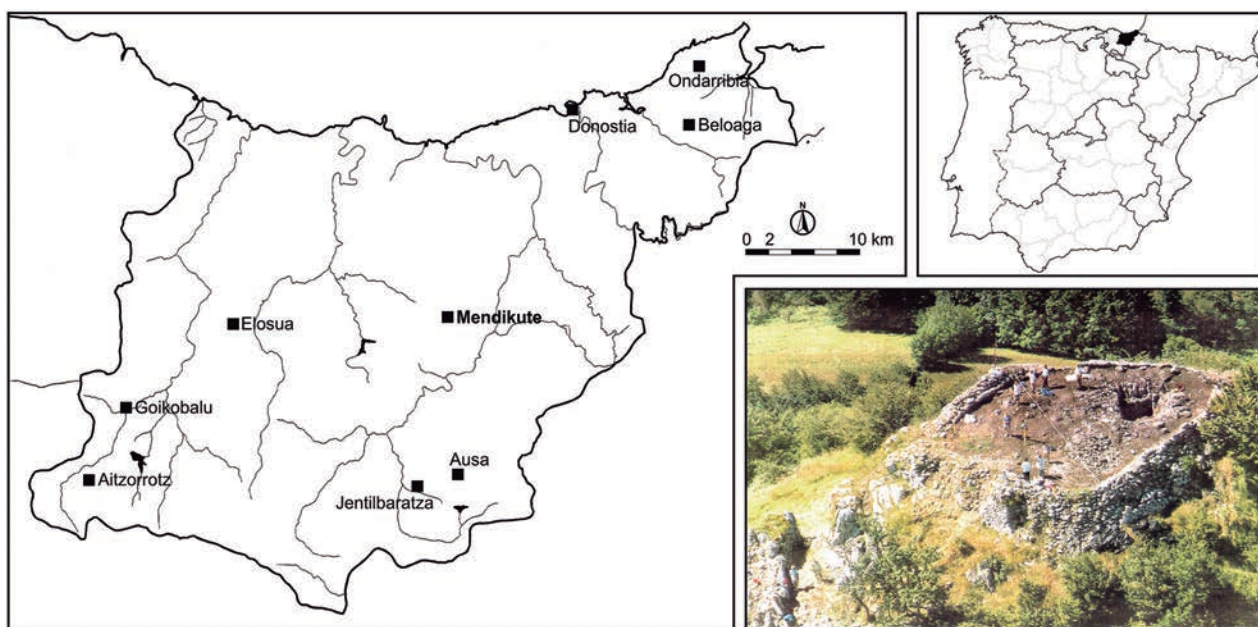 Ondarribia
Donostia
Beloaga
N
0 2 10 km
Elosua
Mendikute
Goikobalu
Aitzorrotz
Ausa
Jentilbaratza